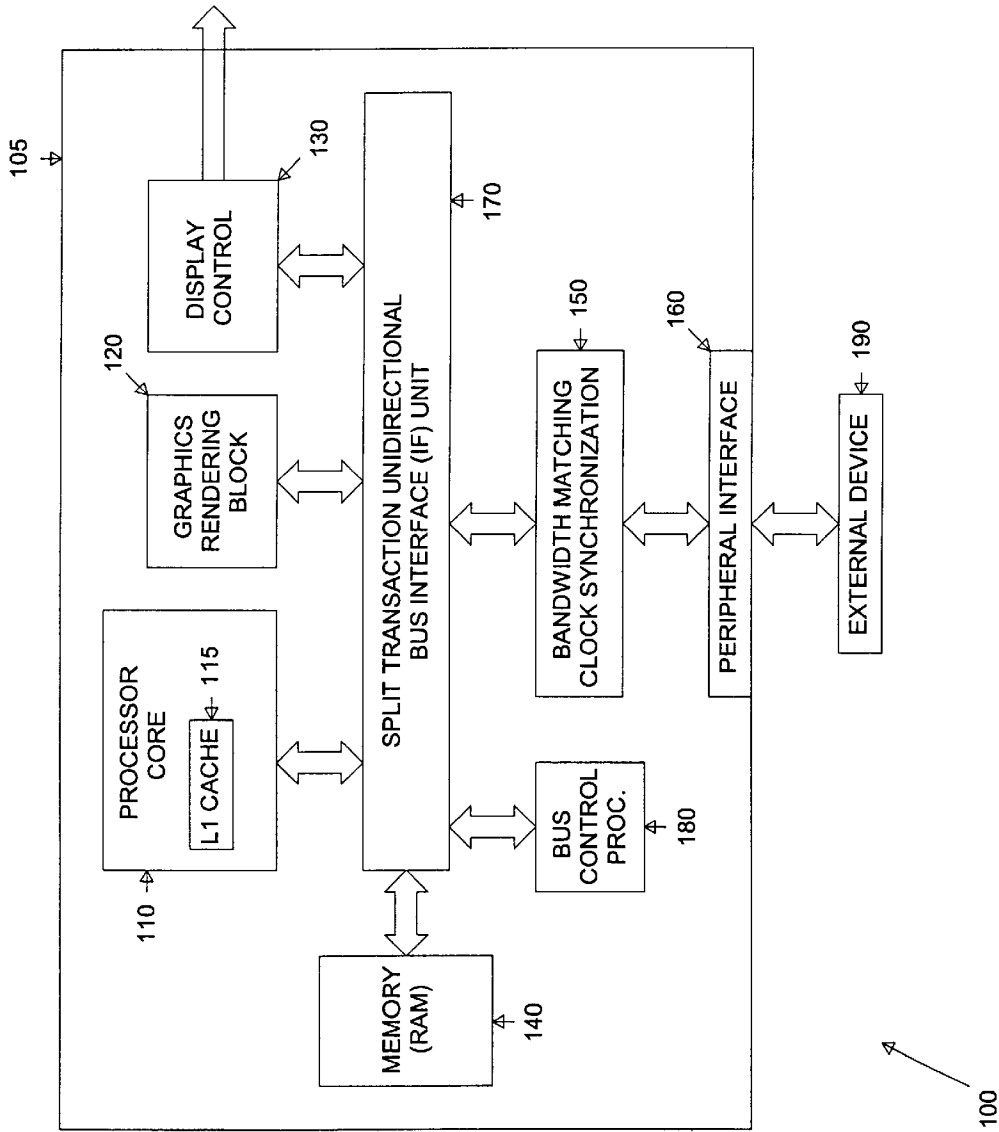 105
PROCESSOR
CORE
L1 CACHE
115
110
GRAPHICS
RENDERING
BLOCK
120
DISPLAY
CONTROL
130
SPLIT TRANSACTION UNIDIRECTIONAL
BUS INTERFACE (IF) UNIT
170
MEMORY
(RAM)
140
BUS
CONTROL
PROC.
180
BANDWIDTH MATCHING
CLOCK SYNCHRONIZATION
150
PERIPHERAL INTERFACE
160
EXTERNAL DEVICE
190
100